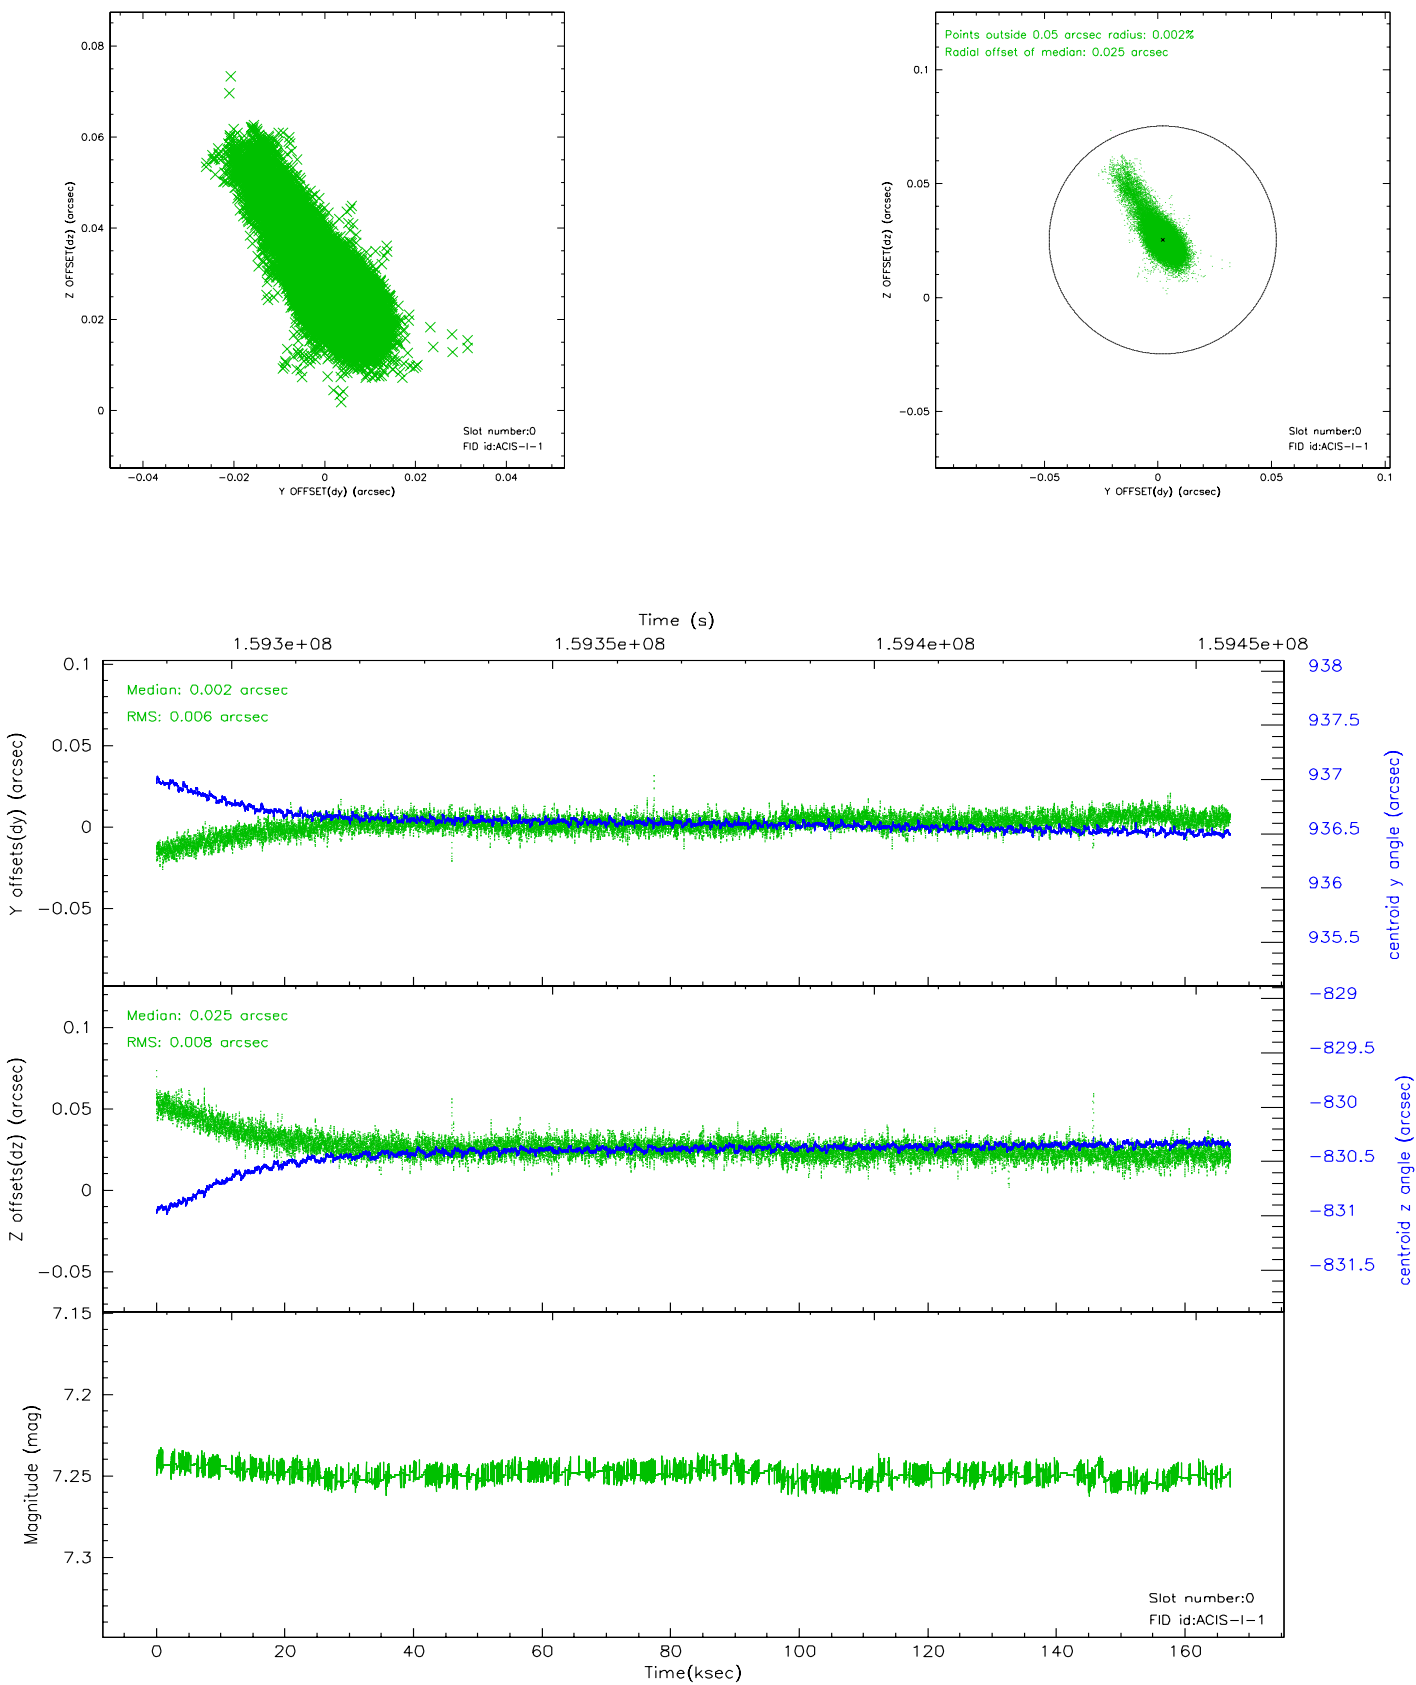 0.08
0.06
0.04
0.02
0
Z OFFSET(dz) (arcsec)
Slot number:0
FID id:ACIS-I-1
-0.04
-0.02
0
0.02
0.04
Y OFFSET(dy) (arcsec)
Points outside 0.05 arcsec radius: 0.002%
Radial offset of median: 0.025 arcsec
0.1
0.05
0
-0.05
Z OFFSET(dz) (arcsec)
Slot number:0
FID id:ACIS-I-1
-0.05
0
0.05
0.1
Y OFFSET(dy) (arcsec)
Time (s)
1.593e+08
1.5935e+08
1.594e+08
1.5945e+08
0.1
0.05
0
-0.05
Y offsets(dy) (arcsec)
Median: 0.002 arcsec
RMS: 0.006 arcsec
938
937.5
937
936.5
936
935.5
centroid y angle (arcsec)
0.1
0.05
0
-0.05
Z offsets(dz) (arcsec)
Median: 0.025 arcsec
RMS: 0.008 arcsec
-829
-829.5
-830
-830.5
-831
-831.5
centroid z angle (arcsec)
7.15
7.2
7.25
7.3
Magnitude (mag)
Slot number:0
FID id:ACIS-I-1
0
20
40
60
80
100
120
140
160
Time(ksec)